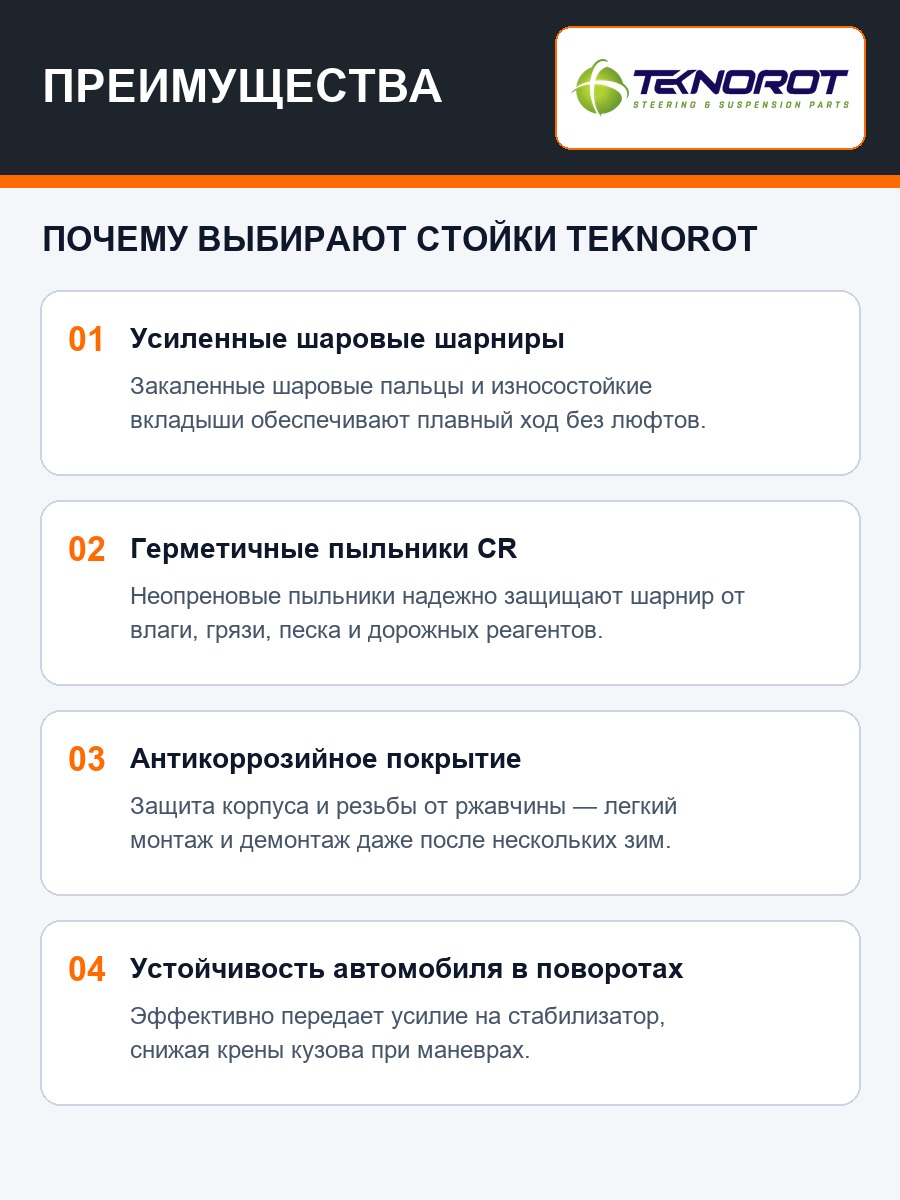 ПРЕИМУЩЕСТВА
TEKNOROT
STEERING & SUSPENSION PARTS
ПОЧЕМУ ВЫБИРАЮТ СТОЙКИ TEKNOROT
01 Усиленные шаровые шарниры
Закаленные шаровые пальцы и износостойкие
вкладыши обеспечивают плавный ход без люфтов.
02 Герметичные пыльники CR
Неопреновые пыльники надежно защищают шарнир от
влаги, грязи, песка и дорожных реагентов.
03 Антикоррозийное покрытие
Защита корпуса и резьбы от ржавчины — легкий
монтаж и демонтаж даже после нескольких зим.
04 Устойчивость автомобиля в поворотах
Эффективно передает усилие на стабилизатор,
снижая крены кузова при маневрах.